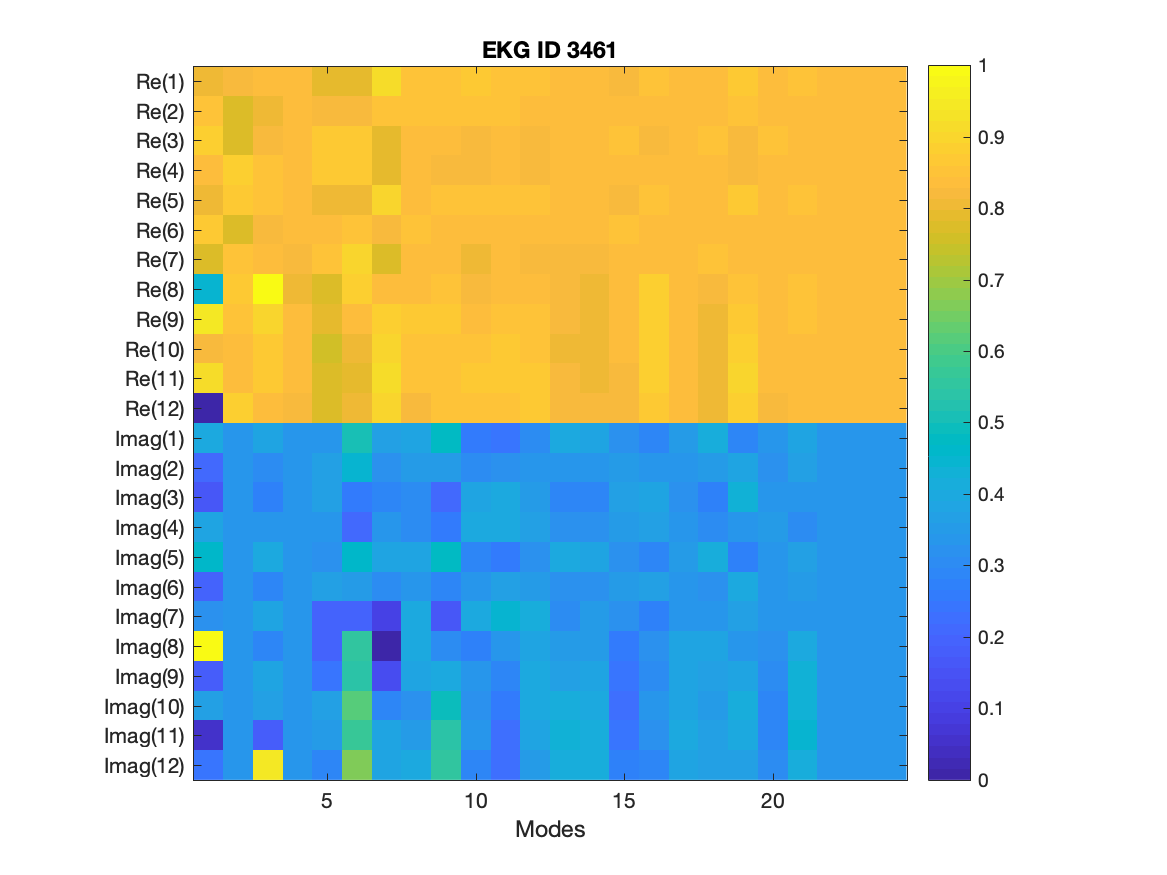 EKG ID 3461
Re(1)
Re(2)
Re(3)
Re(4)
Re(5)
Re(6)
Re(7)
Re(8)
Re(9)
Re(10)
Re(11)
Re(12)
Imag(1)
Imag(2)
Imag(3)
Imag(4)
Imag(5)
Imag(6)
Imag(7)
Imag(8)
Imag(9)
Imag(10)
Imag(11)
Imag(12)
5 10 15 20
Modes
1
0.9
0.8
0.7
0.6
0.5
0.4
0.3
0.2
0.1
0